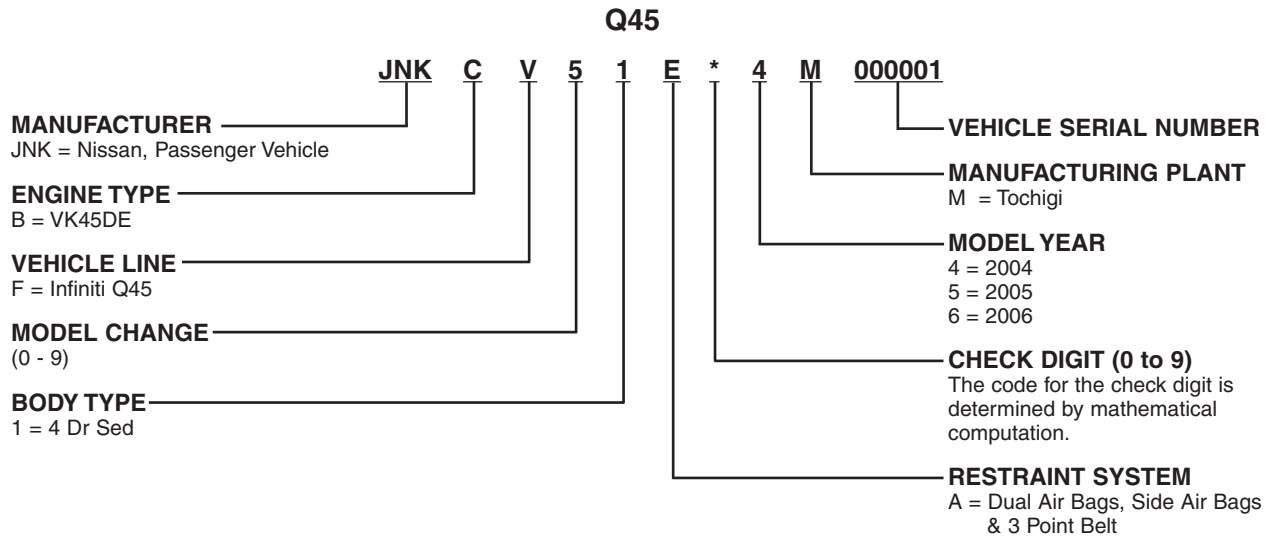 Q45
JNK C V 5 1 E * 4 M 000001
MANUFACTURER
JNK = Nissan, Passenger Vehicle
ENGINE TYPE
B = VK45DE
VEHICLE LINE
F = Infiniti Q45
MODEL CHANGE
(0 - 9)
BODY TYPE
1 = 4 Dr Sed
VEHICLE SERIAL NUMBER
MANUFACTURING PLANT
M = Tochigi
MODEL YEAR
4 = 2004
5 = 2005
6 = 2006
CHECK DIGIT (0 to 9)
The code for the check digit is
determined by mathematical
computation.
RESTRAINT SYSTEM
A = Dual Air Bags, Side Air Bags
& 3 Point Belt